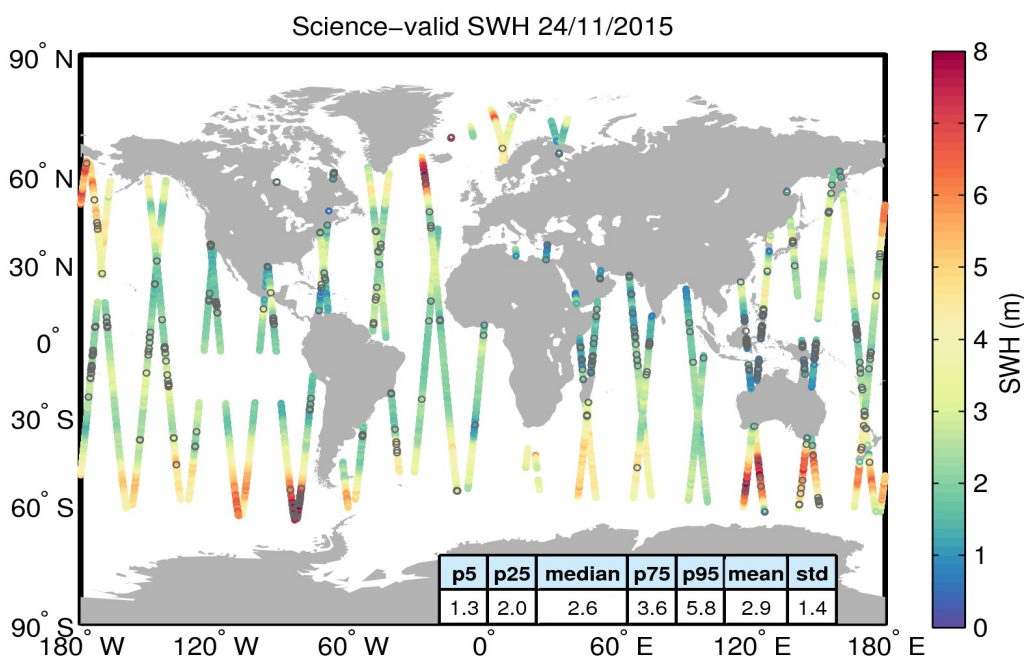 Science−valid SWH 24/11/2015
90° N
60° N
30° N
0°
30° S
60° S
90° S
180° W 120° W 60° W 0° 60° E 120° E 180° E
p5 p25 median p75 p95 mean std
1.3 2.0 2.6 3.6 5.8 2.9 1.4
8
7
6
5
4
3
2
1
0
SWH (m)